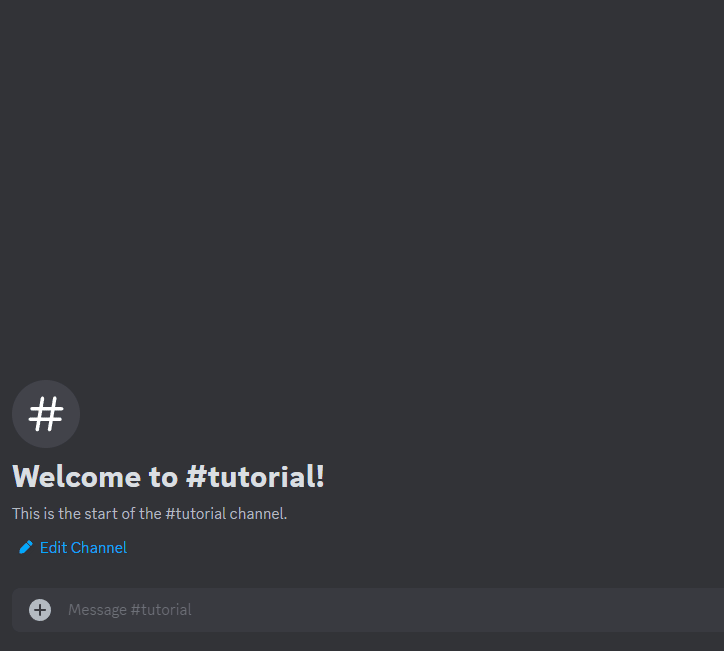 #
Welcome to #tutorial!
This is the start of the #tutorial channel.
Edit Channel
Message #tutorial